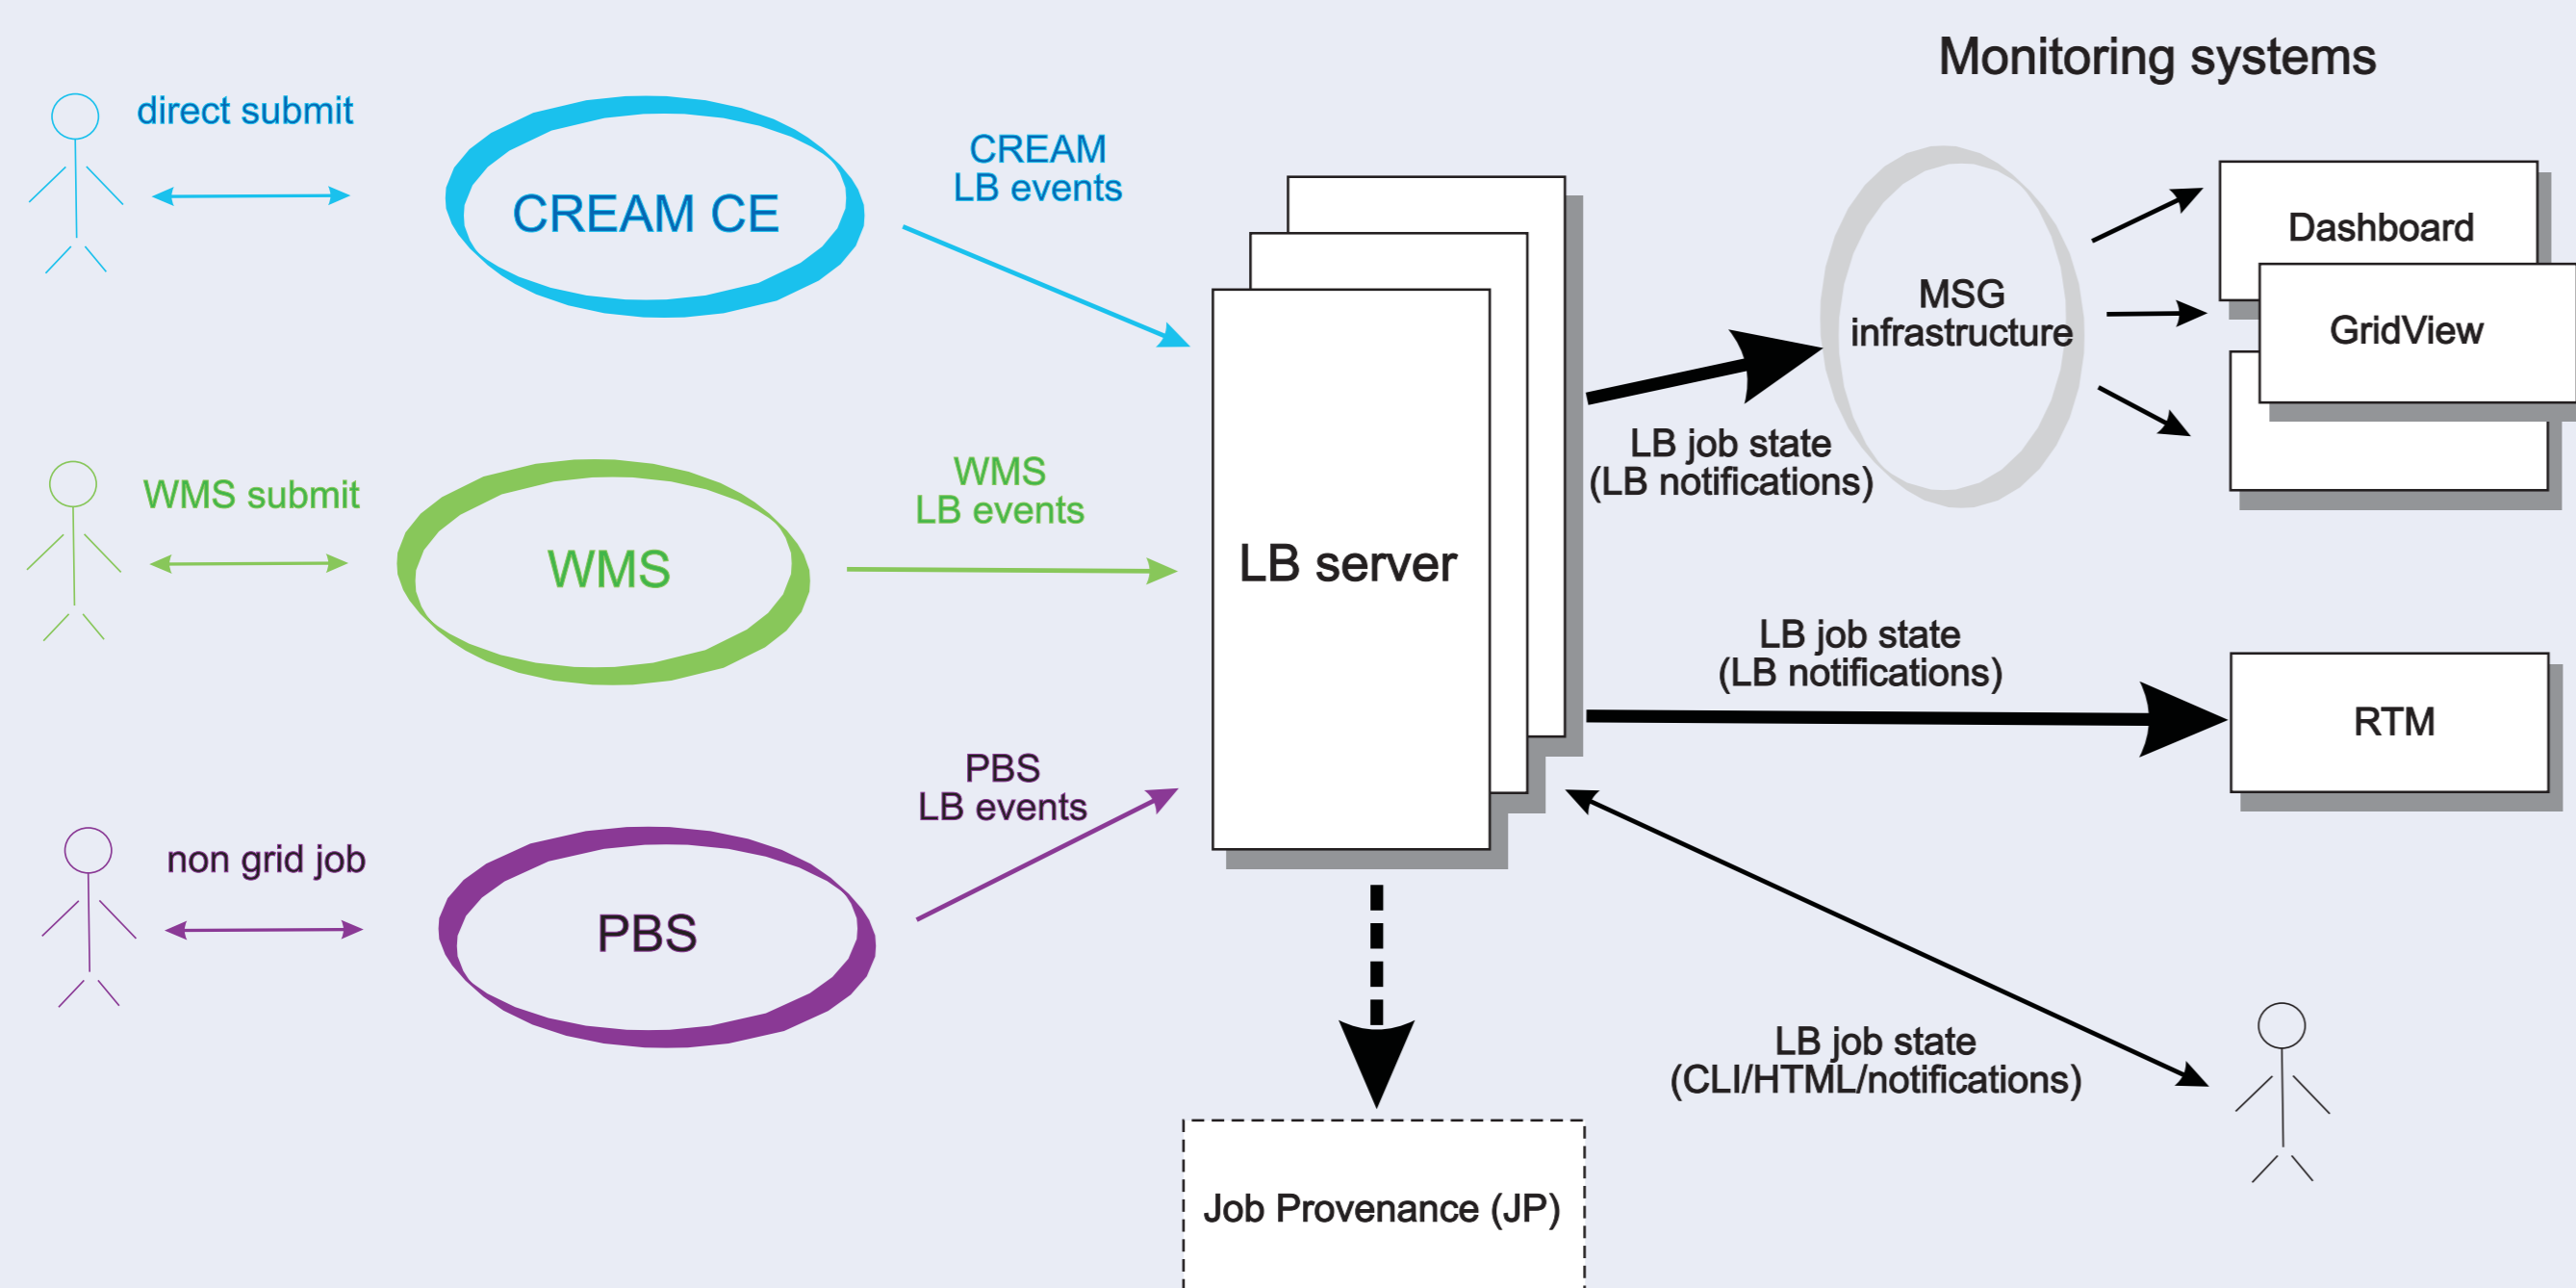 Monitoring systems
direct submit
CREAM CE
CREAM
LB events
WMS submit
WMS
WMS
LB events
non grid job
PBS
PBS
LB events
LB server
LB job state
(LB notifications)
MSG
infrastructure
Dashboard
GridView
LB job state
(LB notifications)
RTM
LB job state
(CLI/HTML/notifications)
Job Provenance (JP)